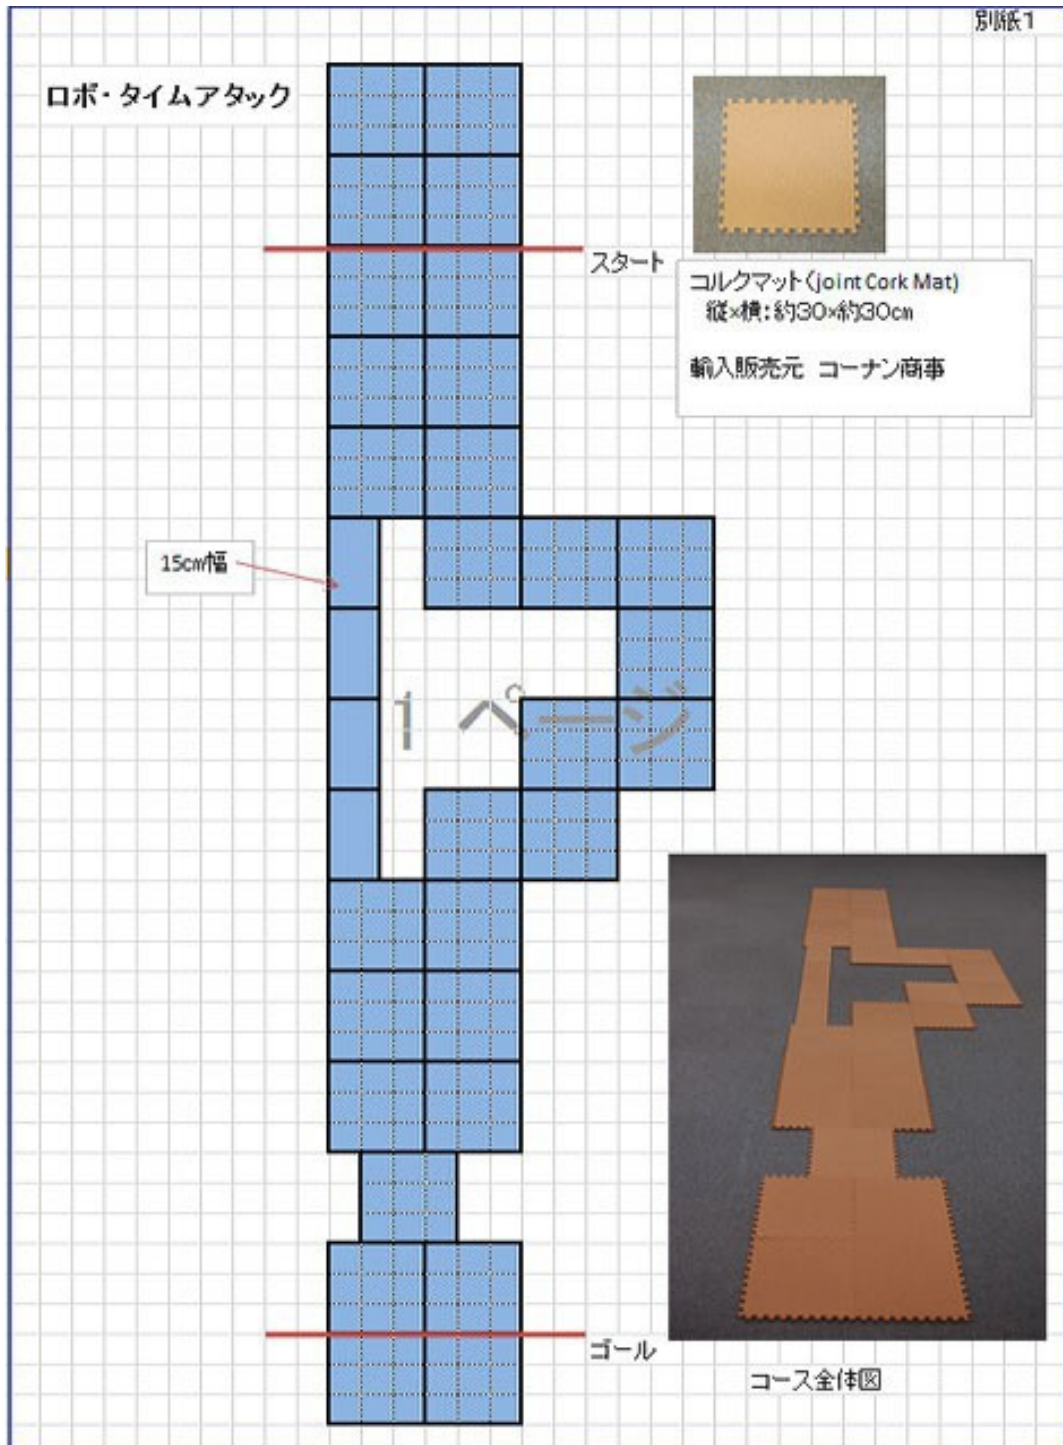 別紙1
ロボ・タイムアタック
スタート
コルクマット(joint Cork Mat)
縦×横:約30×約30cm
輸入販売元 コーナン商事
15cm幅
1 ページ
ゴール
コース全体図